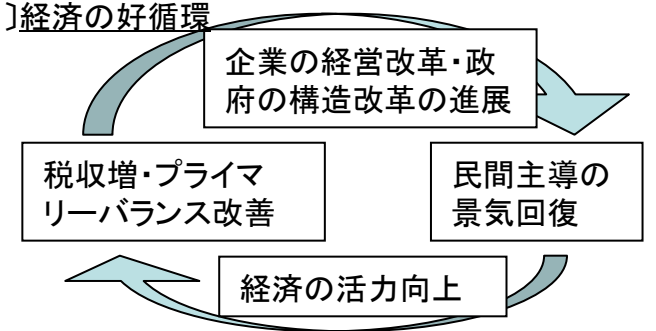 〕経済の好循環
企業の経営改革・政
府の構造改革の進展
税収増・プライマ
リーバランス改善
民間主導の
景気回復
経済の活力向上